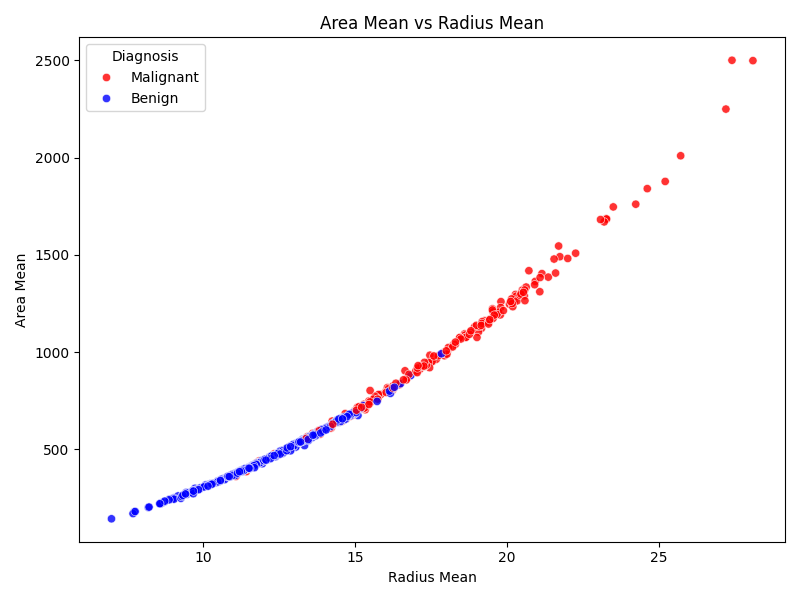 Area Mean vs Radius Mean
Diagnosis
Malignant
Benign
2500
2000
1500
1000
500
Area Mean
10
15
20
25
Radius Mean